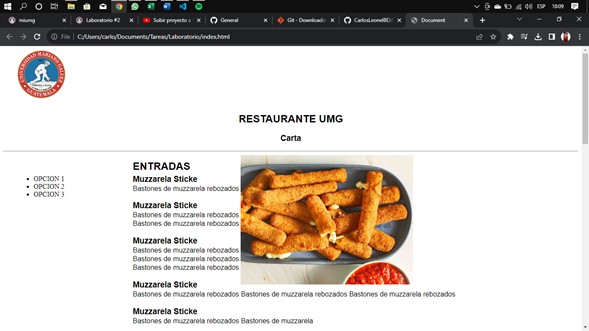 ESP 18:09
miumg
Laboratorio #2
Subir proyecto
General
Git - Downloadin
CarlosLeonelBD/
Document
File C:/Users/carlo/Documents/Tareas/Laboratorio/index.html
UNIVERSIDAD MARIANO GALVEZ
GUATEMALA
RESTAURANTE UMG
Carta
OPCION 1
OPCION 2
OPCION 3
ENTRADAS
Muzzarela Sticke
Bastones de muzzarela rebozados
Muzzarela Sticke
Bastones de muzzarela rebozados
Bastones de muzzarela rebozados
Muzzarela Sticke
Bastones de muzzarela rebozados
Bastones de muzzarela rebozados
Bastones de muzzarela rebozados
Muzzarela Sticke
Bastones de muzzarela rebozados Bastones de muzzarela rebozados Bastones de muzzarela rebozados
Muzzarela Sticke
Bastones de muzzarela rebozados Bastones de muzzarela